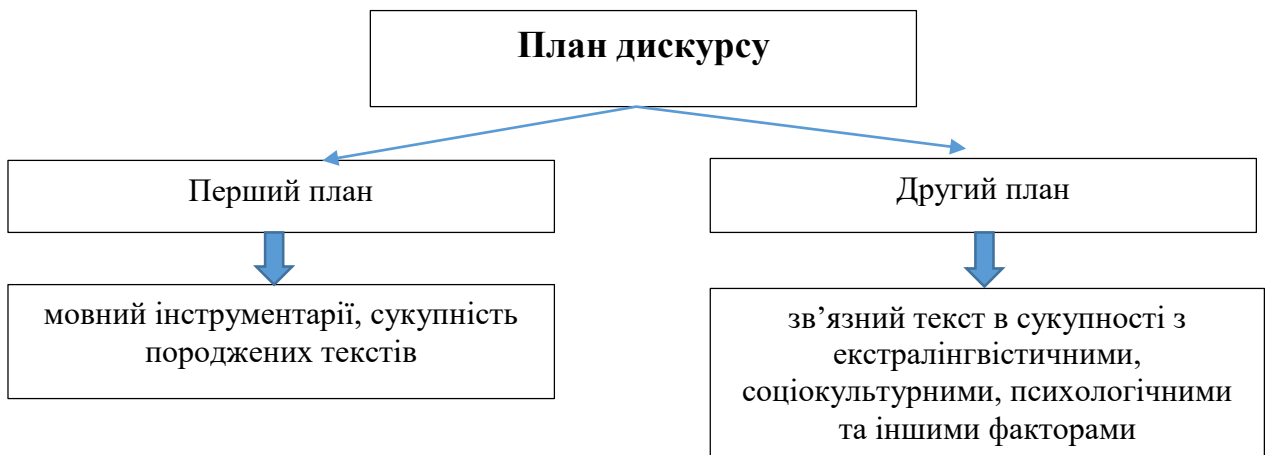 План дискурсу
Перший план
Другий план
мовний інструментарії, сукупність
породжених текстів
зв’язний текст в сукупності з
екстралінгвістичними,
соціокультурними, психологічними
та іншими факторами